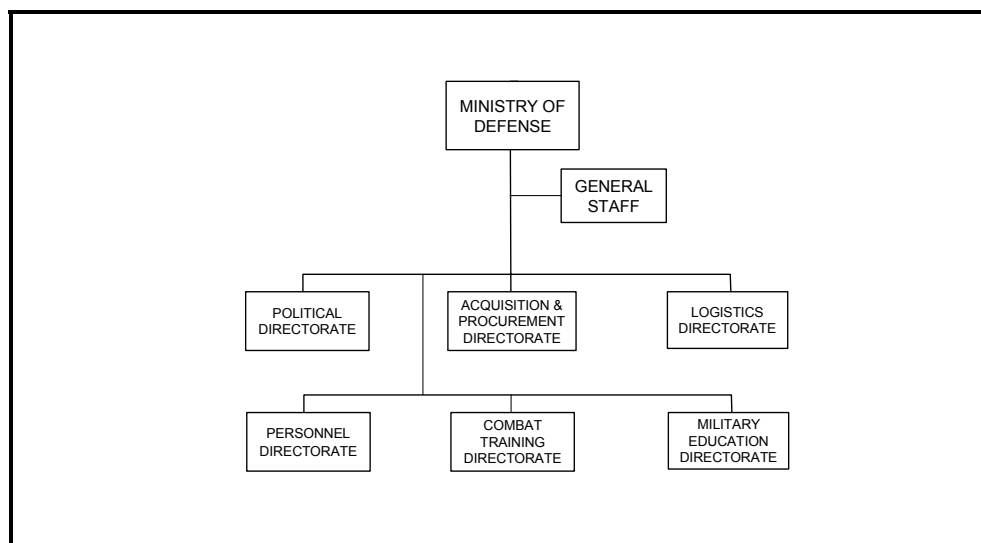 MINISTRY OF
DEFENSE
GENERAL
STAFF
POLITICAL
DIRECTORATE
ACQUISITION &
PROCUREMENT
DIRECTORATE
LOGISTICS
DIRECTORATE
PERSONNEL
DIRECTORATE
COMBAT
TRAINING
DIRECTORATE
MILITARY
EDUCATION
DIRECTORATE